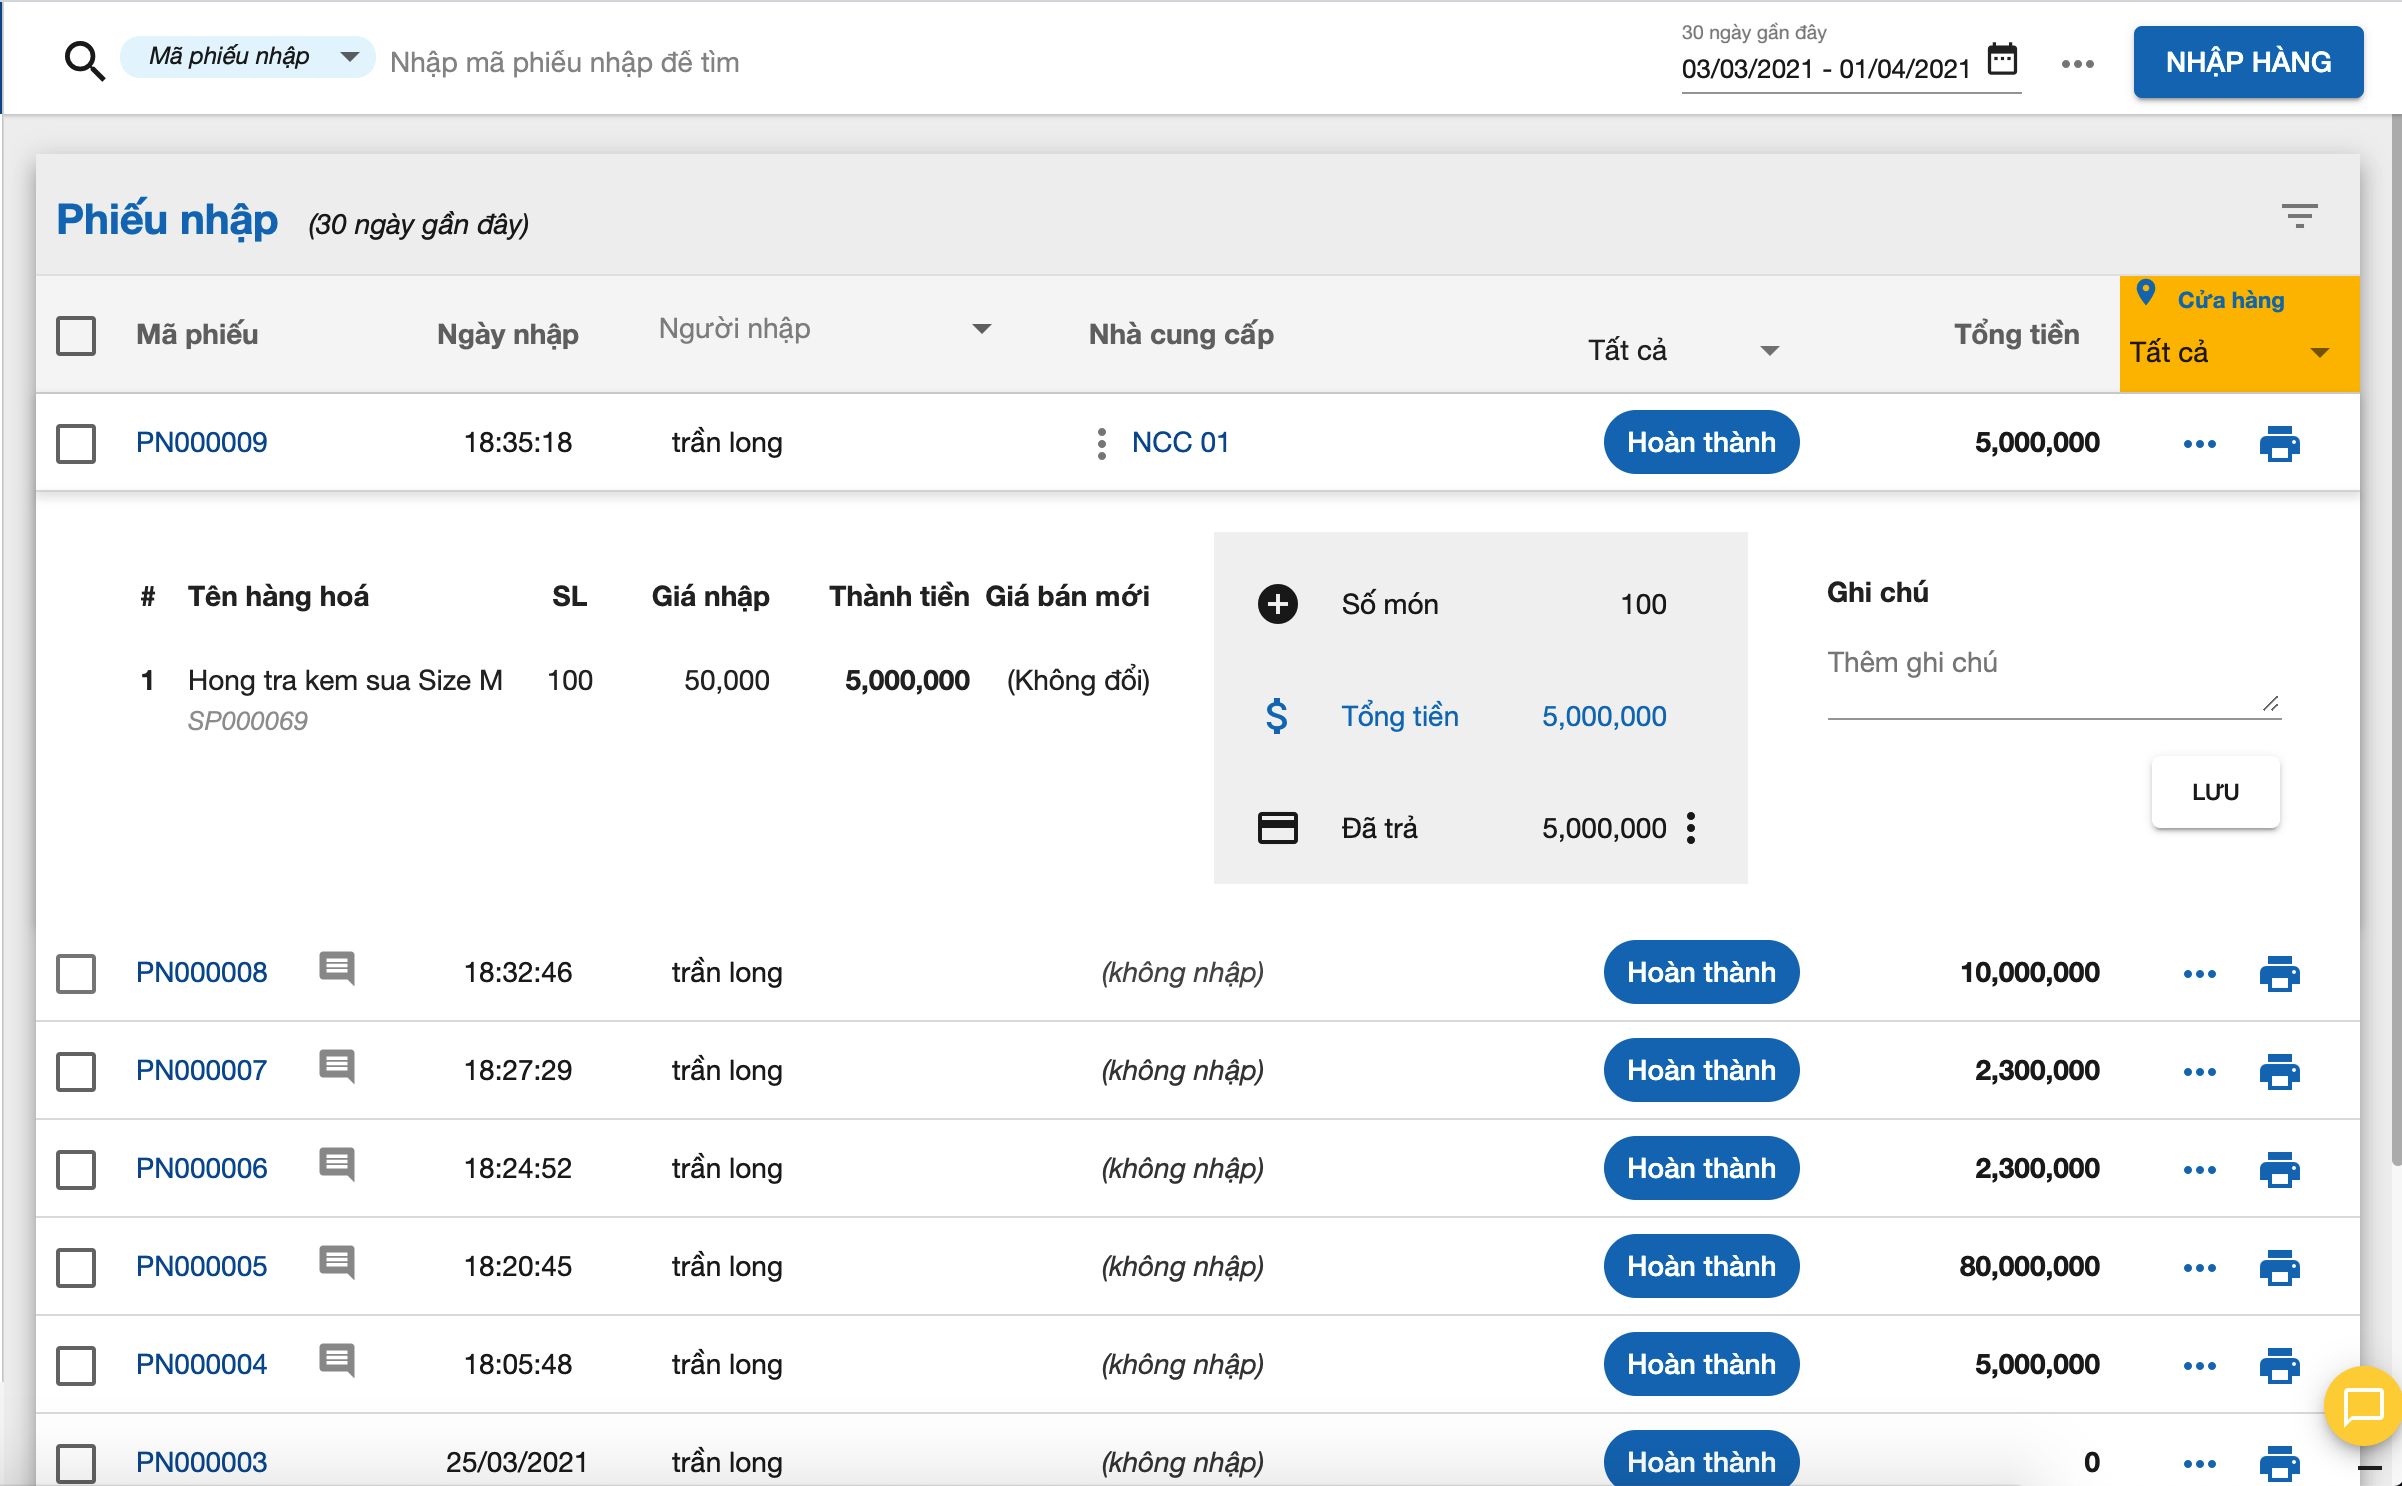 30 ngày gần đây
Mã phiếu nhập Nhập mã phiếu nhập để tìm 03/03/2021 - 01/04/2021 NHẬP HÀNG
Phiếu nhập (30 ngày gần đây)
Cửa hàng
Mã phiếu Ngày nhập Người nhập Nhà cung cấp Tất cả Tổng tiền Tất cả
PN000009 18:35:18 trần long NCC 01 Hoàn thành 5,000,000
# Tên hàng hoá SL Giá nhập Thành tiền Giá bán mới
1 Hong tra kem sua Size M 100 50,000 5,000,000 (Không đổi)
SP000069
Số món 100
Tổng tiền 5,000,000
Đã trả 5,000,000
Ghi chú
Thêm ghi chú
LƯU
PN000008 18:32:46 trần long (không nhập) Hoàn thành 10,000,000
PN000007 18:27:29 trần long (không nhập) Hoàn thành 2,300,000
PN000006 18:24:52 trần long (không nhập) Hoàn thành 2,300,000
PN000005 18:20:45 trần long (không nhập) Hoàn thành 80,000,000
PN000004 18:05:48 trần long (không nhập) Hoàn thành 5,000,000
PN000003 25/03/2021 trần long (không nhập) Hoàn thành 0